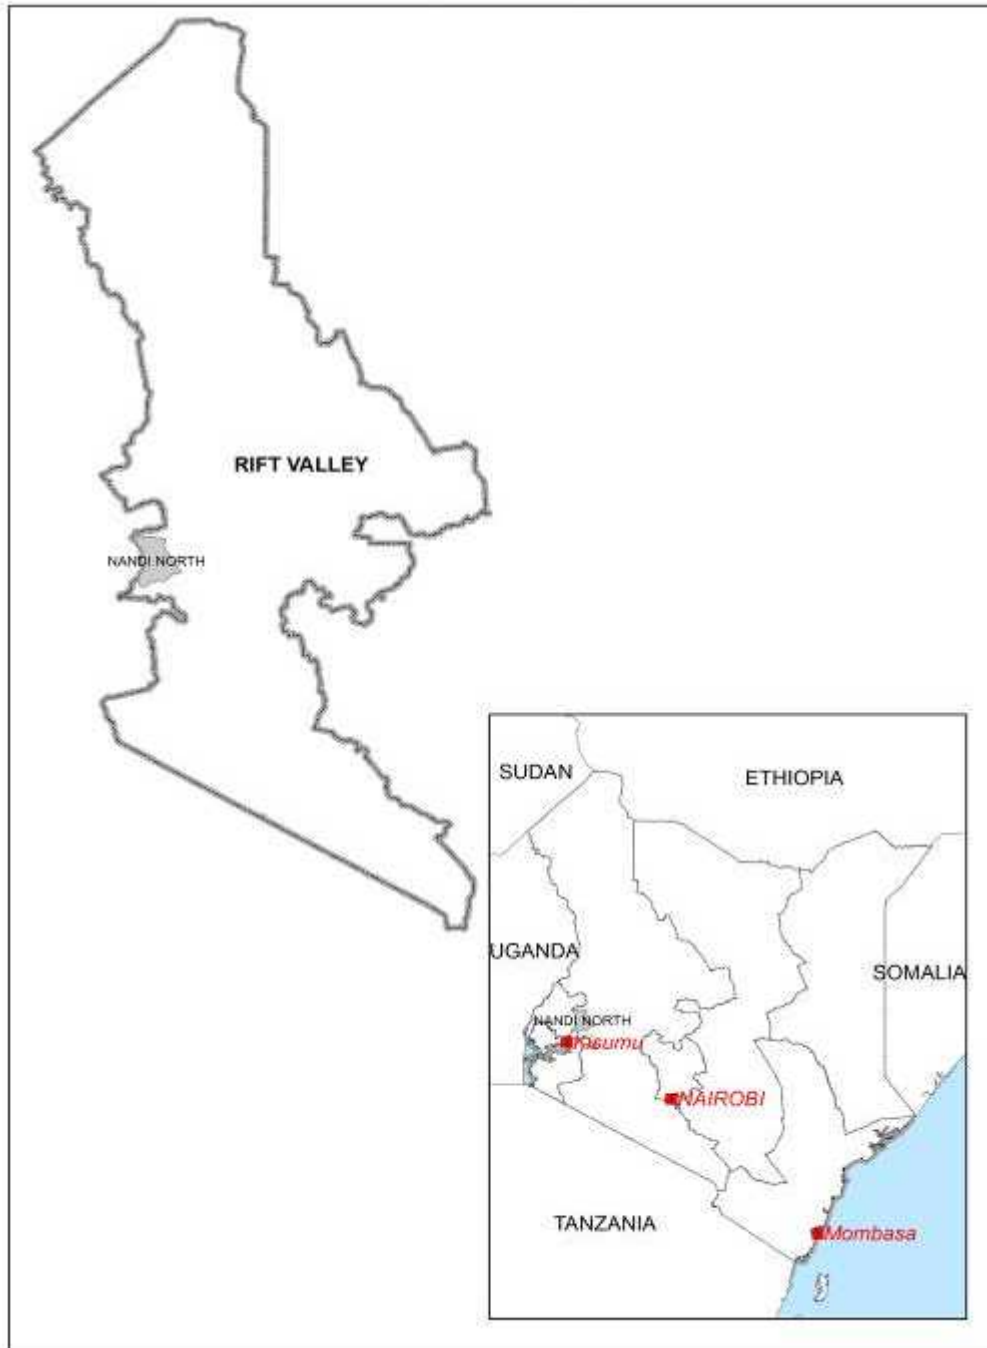 RIFT VALLEY
NANDI NORTH
SUDAN
ETHIOPIA
UGANDA
SOMALIA
NANDI NORTH
Kisumu
NAIROBI
TANZANIA
Mombasa